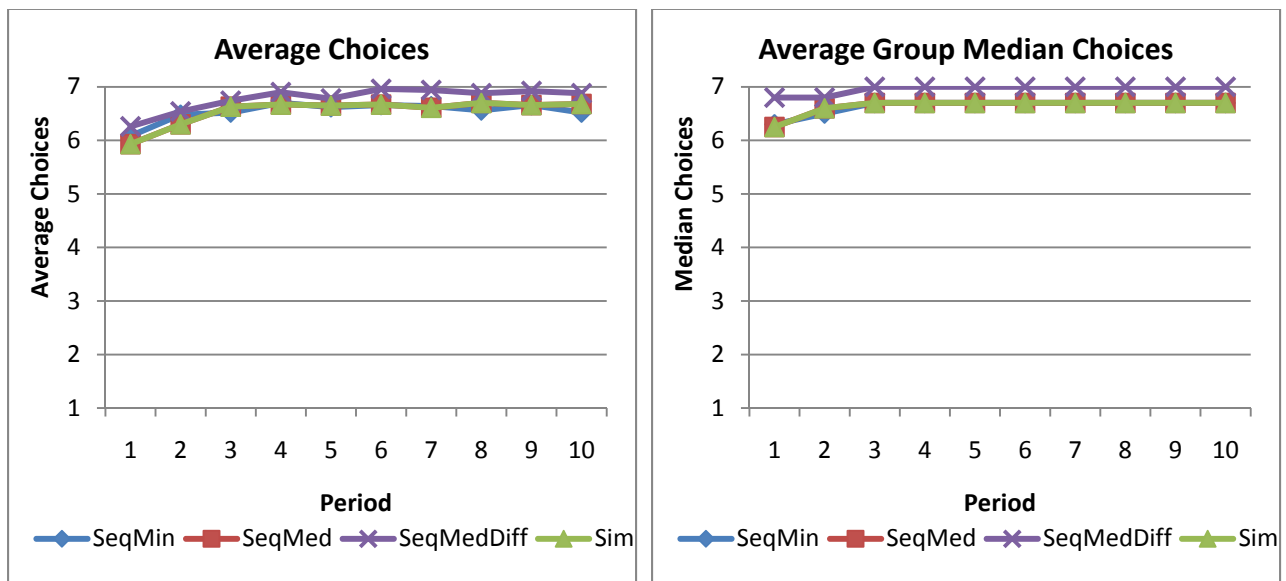 Average Choices
7
6
5
4
3
2
1
Average Choices
1 2 3 4 5 6 7 8 9 10
Period
SeqMin SeqMed SeqMedDiff Sim
Average Group Median Choices
7
6
5
4
3
2
1
Median Choices
1 2 3 4 5 6 7 8 9 10
Period
SeqMin SeqMed SeqMedDiff Sim